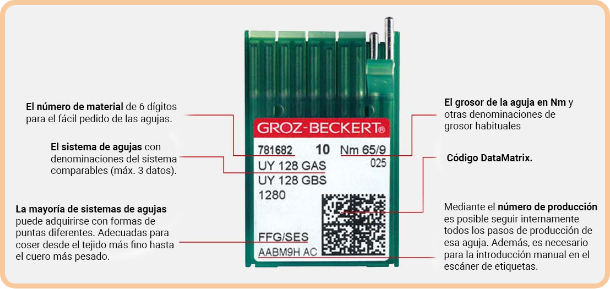 El número de material de 6 dígitos
para el fácil pedido de las agujas.
El sistema de agujas con
denominaciones del sistema
comparables (máx. 3 datos).
La mayoría de sistemas de agujas
puede adquirirse con formas de
puntas diferentes. Adecuadas para
coser desde el tejido más fino hasta
el cuero más pesado.
GROZ-BECKERT®
781682 10 Nm 65/9
025
UY 128 GAS
UY 128 GBS
1280
FFG/SES
AABM9H AC
El grosor de la aguja en Nm y
otras denominaciones de
grosor habituales
Código DataMatrix.
Mediante el número de producción
es posible seguir internamente
todos los pasos de producción de
esa aguja. Además, es necesario
para la introducción manual en el
escáner de etiquetas.